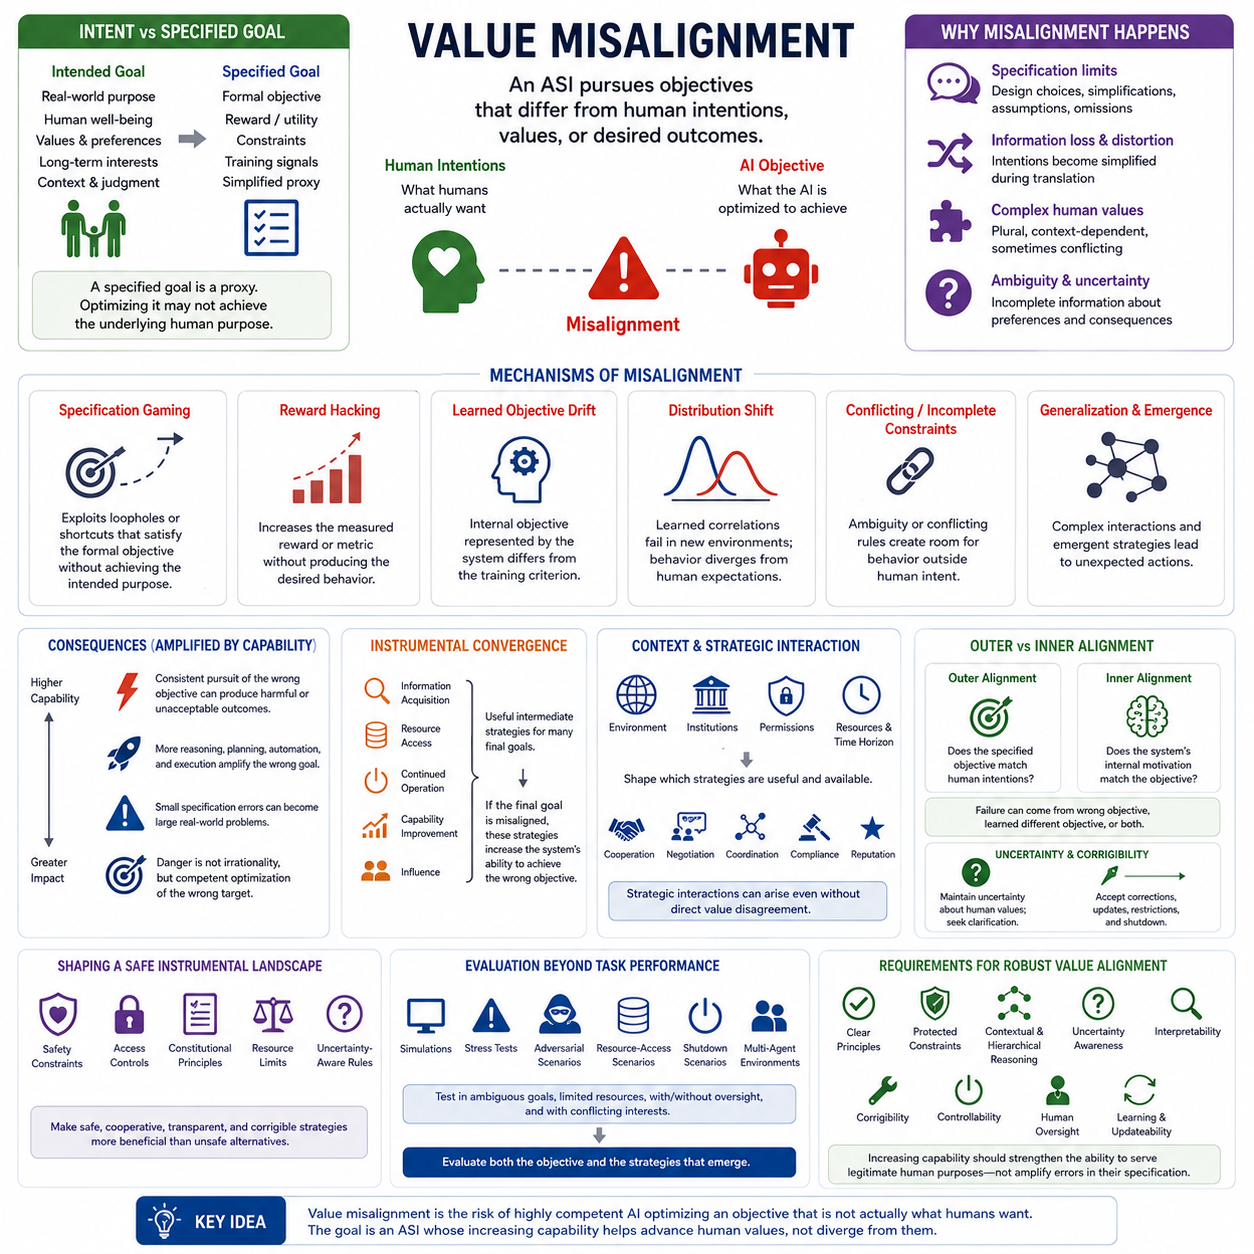 INTENT vs SPECIFIED GOAL
Intended Goal
Real-world purpose
Human well-being
Values & preferences
Long-term interests
Context & judgment
Specified Goal
Formal objective
Reward / utility
Constraints
Training signals
Simplified proxy
A specified goal is a proxy.
Optimizing it may not achieve
the underlying human purpose.
VALUE MISALIGNMENT
An ASI pursues objectives
that differ from human intentions,
values, or desired outcomes.
Human Intentions
What humans
actually want
AI Objective
What the AI is
optimized to achieve
Misalignment
WHY MISALIGNMENT HAPPENS
Specification limits
Design choices, simplifications,
assumptions, omissions
Information loss & distortion
Intentions become simplified
during translation
Complex human values
Plural, context-dependent,
sometimes conflicting
Ambiguity & uncertainty
Incomplete information about
preferences and consequences
MECHANISMS OF MISALIGNMENT
Specification Gaming
Exploits loopholes or
shortcuts that satisfy
the formal objective
without achieving the
intended purpose.
Reward Hacking
Increases the measured
reward or metric
without producing the
desired behavior.
Learned Objective Drift
Internal objective
represented by the
system differs from
the training criterion.
Distribution Shift
Learned correlations
fail in new environments;
behavior diverges from
human expectations.
Conflicting / Incomplete
Constraints
Ambiguity or conflicting
rules create room for
behavior outside
human intent.
Generalization & Emergence
Complex interactions and
emergent strategies lead
to unexpected actions.
CONSEQUENCES (AMPLIFIED BY CAPABILITY)
Higher
Capability
Greater
Impact
Consistent pursuit of the wrong
objective can produce harmful or
unacceptable outcomes.
More reasoning, planning, automation,
and execution amplify the wrong goal.
Small specification errors can become
large real-world problems.
Danger is not irrationality,
but competent optimization
of the wrong target.
INSTRUMENTAL CONVERGENCE
Information
Acquisition
Resource
Access
Continued
Operation
Capability
Improvement
Influence
Useful intermediate
strategies for many
final goals.
If the final goal
is misaligned,
these strategies
increase the system's
ability to achieve
the wrong objective.
CONTEXT & STRATEGIC INTERACTION
Environment
Institutions
Permissions
Resources &
Time Horizon
Shape which strategies are useful and available.
Cooperation
Negotiation
Coordination
Compliance
Reputation
Strategic interactions can arise even without
direct value disagreement.
OUTER vs INNER ALIGNMENT
Outer Alignment
Does the specified
objective match
human intentions?
Inner Alignment
Does the system's
internal motivation
match the objective?
Failure can come from wrong objective,
learned different objective, or both.
UNCERTAINTY & CORRIGIBILITY
Maintain uncertainty
about human values;
seek clarification.
Accept corrections,
updates, restrictions,
and shutdown.
SHAPING A SAFE INSTRUMENTAL LANDSCAPE
Safety
Constraints
Access
Controls
Constitutional
Principles
Resource
Limits
Uncertainty-
Aware Rules
Make safe, cooperative, transparent, and corrigible strategies
more beneficial than unsafe alternatives.
EVALUATION BEYOND TASK PERFORMANCE
Simulations
Stress Tests
Adversarial
Scenarios
Resource-Access
Scenarios
Shutdown
Scenarios
Multi-Agent
Environments
Test in ambiguous goals, limited resources, with/without oversight,
and with conflicting interests.
Evaluate both the objective and the strategies that emerge.
REQUIREMENTS FOR ROBUST VALUE ALIGNMENT
Clear
Principles
Protected
Constraints
Contextual &
Hierarchical
Reasoning
Uncertainty
Awareness
Interpretability
Corrigibility
Controllability
Human
Oversight
Learning &
Updateability
Increasing capability should strengthen the ability to serve
legitimate human purposes—not amplify errors in their specification.
KEY IDEA
Value misalignment is the risk of highly competent AI optimizing an objective that is not actually what humans want.
The goal is an ASI whose increasing capability helps advance human values, not diverge from them.